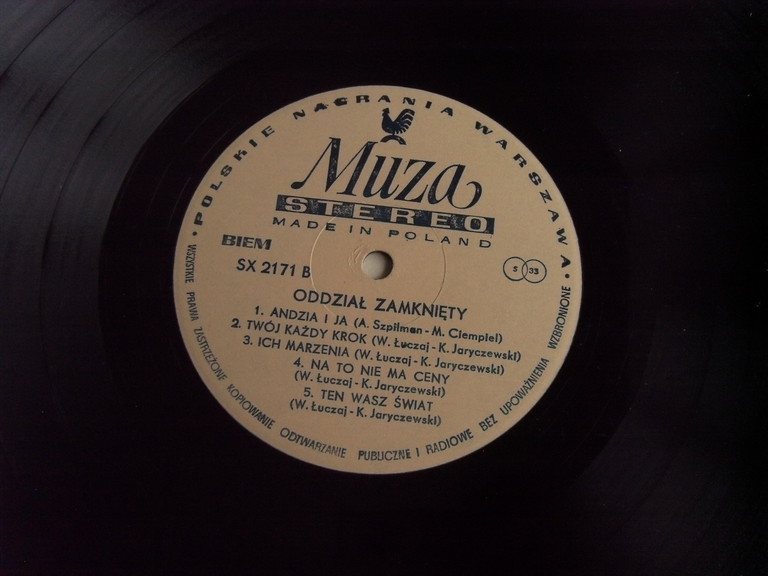 • POLSKIE NAGRANIA WARSZAWA •
Muza
STEREO
MADE IN POLAND
BIEM
SX 2171 B
S 33
ODDZIAŁ ZAMKNIĘTY
1. ANDZIA I JA (A. Szpilman - M. Ciempiel)
2. TWÓJ KAŻDY KROK (W. Łuczaj - K. Jaryczewski)
3. ICH MARZENIA (W. Łuczaj - K. Jaryczewski)
4. NA TO NIE MA CENY
(W. Łuczaj - K. Jaryczewski)
5. TEN WASZ ŚWIAT
(W. Łuczaj - K. Jaryczewski)
WSZYSTKIE PRAWA ZASTRZEŻONE KOPIOWANIE ODTWARZANIE PUBLICZNE I RADIOWE BEZ UPOWAŻNIENIA WZBRONIONE